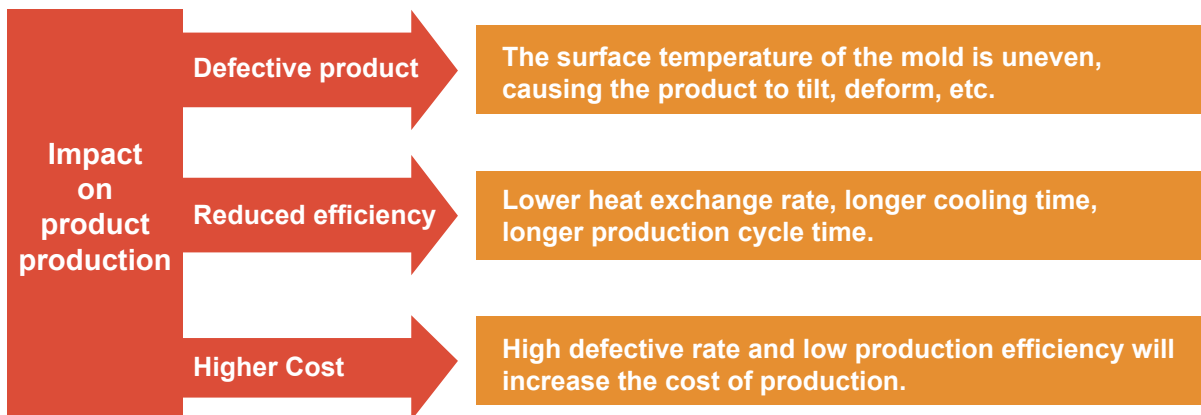 Impact
on
product
production
Defective product
The surface temperature of the mold is uneven,
causing the product to tilt, deform, etc.
Reduced efficiency
Lower heat exchange rate, longer cooling time,
longer production cycle time.
Higher Cost
High defective rate and low production efficiency will
increase the cost of production.